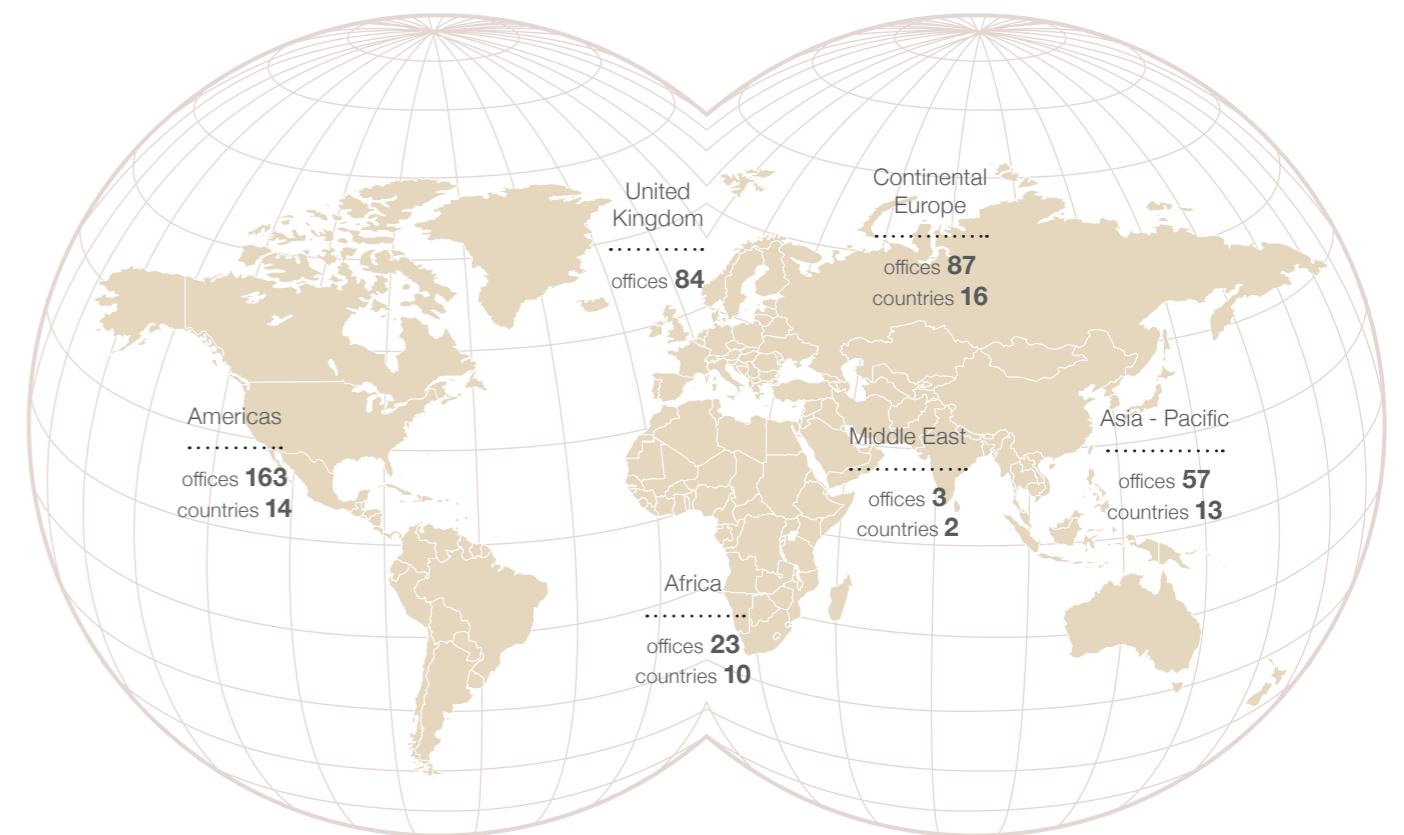 United
Kingdom
offices 84
Continental
Europe
offices 87
countries 16
Americas
offices 163
countries 14
Middle East
offices 3
countries 2
Asia - Pacific
offices 57
countries 13
Africa
offices 23
countries 10